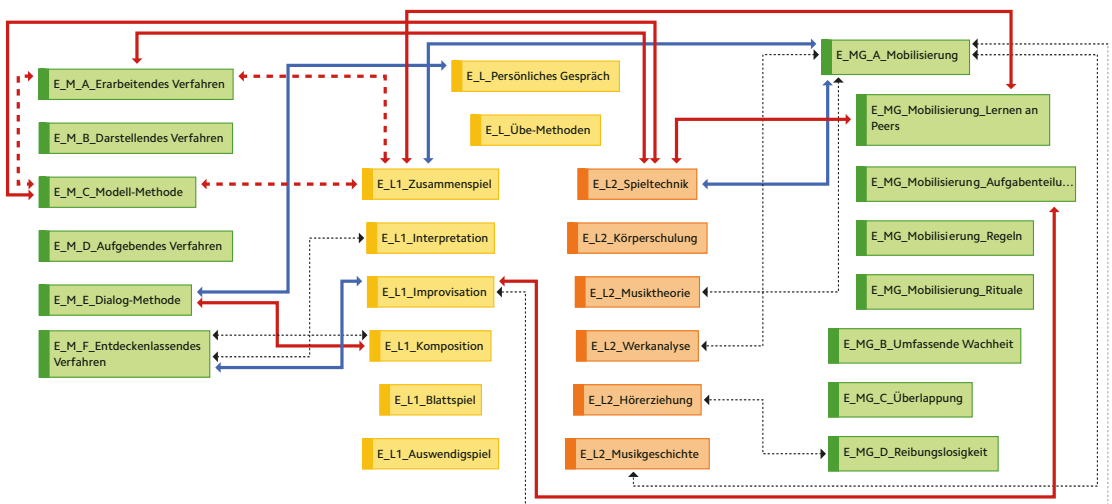 E_M_A_Erarbeitendes Verfahren
E_M_B_Darstellendes Verfahren
E_M_C_Modell-Methode
E_M_D_Aufgebendes Verfahren
E_M_E_Dialog-Methode
E_M_F_Entdeckenlassendes
Verfahren
E_L_Persönliches Gespräch
E_L_Übe-Methoden
E_L1_Zusammenspiel
E_L1_Interpretation
E_L1_Improvisation
E_L1_Komposition
E_L1_Blattspiel
E_L1_Auswendigspiel
E_L2_Spieltechnik
E_L2_Körperschulung
E_L2_Musiktheorie
E_L2_Werkanalyse
E_L2_Hörerziehung
E_L2_Musikgeschichte
E_MG_A_Mobilisierung
E_MG_Mobilisierung_Lernen an
Peers
E_MG_Mobilisierung_Aufgabenteilu...
E_MG_Mobilisierung_Regeln
E_MG_Mobilisierung_Rituale
E_MG_B_Umfassende Wachheit
E_MG_C_Überlappung
E_MG_D_Reibungslosigkeit